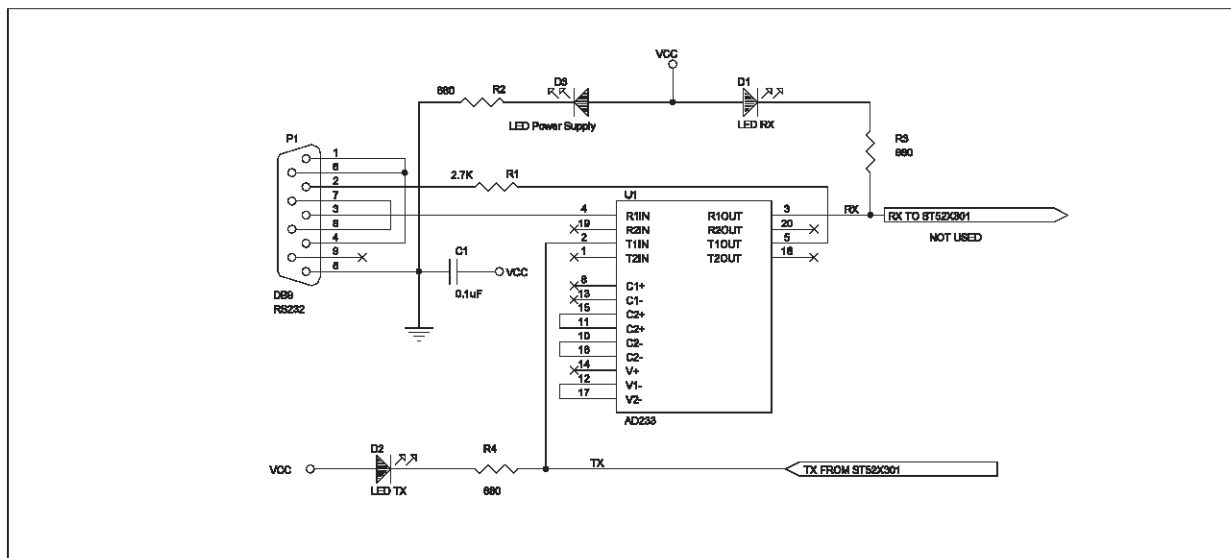 VCC
D3
D1
680
R2
LED Power Supply
LED RX
R3
680
P1
1
6
2
7
3
8
4
9
5
DB9
RS232
2.7K
R1
C1
0.1uF
VCC
U1
4 R1IN R1OUT 3
19 R2IN R2OUT 20
2 T1IN T1OUT 5
1 T2IN T2OUT 18
8 C1+
13 C1-
15 C2+
11 C2+
10 C2-
16 C2-
14 V+
12 V1-
17 V2-
AD233
RX
RX TO ST52X301
NOT USED
D2
VCC
LED TX
R4
680
TX
TX FROM ST52X301